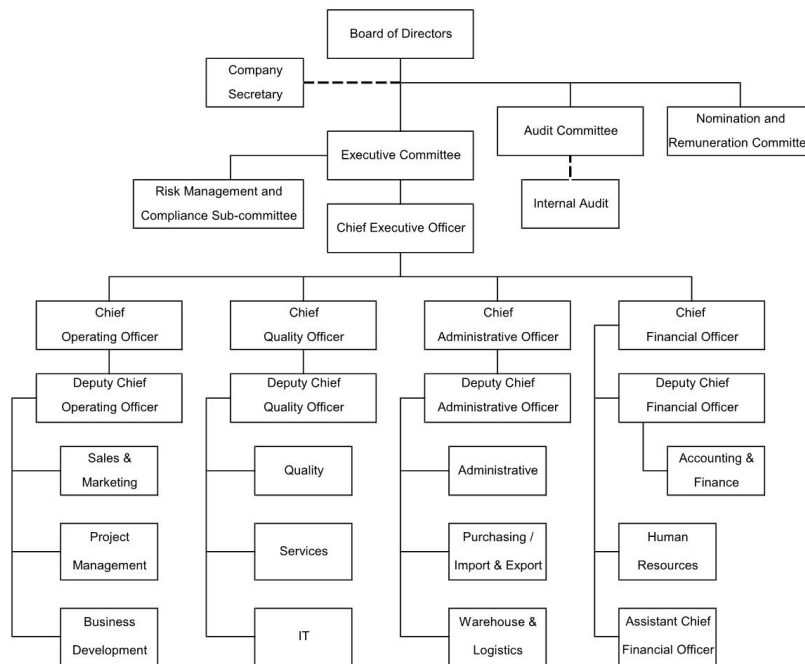 Board of Directors
Company
Secretary
Audit Committee
Nomination and
Remuneration Committe
Executive Committee
Risk Management and
Compliance Sub-committee
Internal Audit
Chief Executive Officer
Chief
Operating Officer
Chief
Quality Officer
Chief
Administrative Officer
Chief
Financial Officer
Deputy Chief
Operating Officer
Deputy Chief
Quality Officer
Deputy Chief
Administrative Officer
Deputy Chief
Financial Officer
Sales &
Marketing
Quality
Administrative
Accounting &
Finance
Project
Management
Services
Purchasing /
Import & Export
Human
Resources
Business
Development
IT
Warehouse &
Logistics
Assistant Chief
Financial Officer